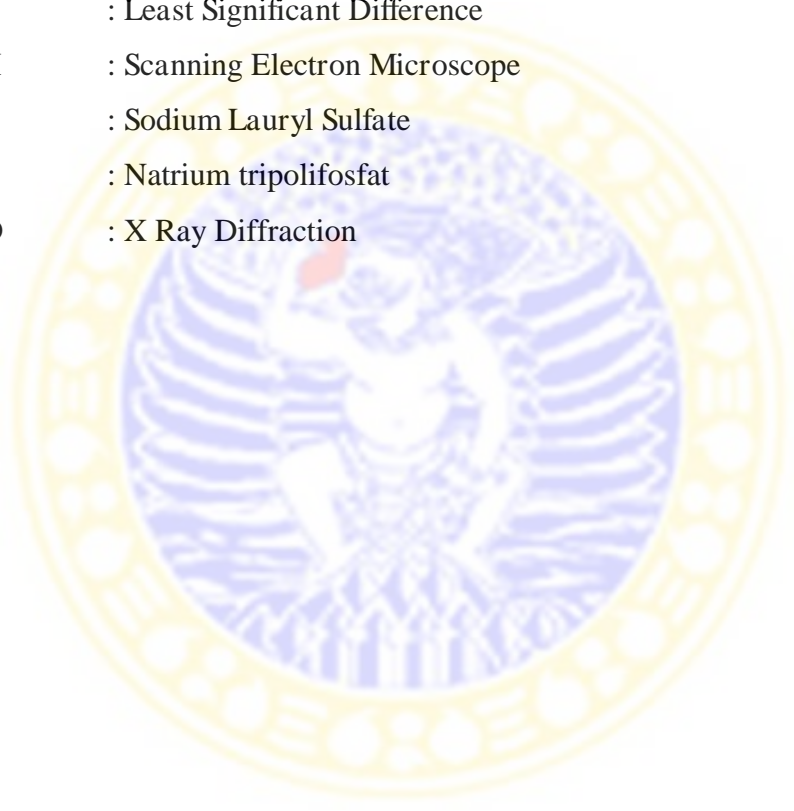 : Least Significant Difference
: Scanning Electron Microscope
: Sodium Lauryl Sulfate
: Natrium tripolifosfat
: X Ray Diffraction